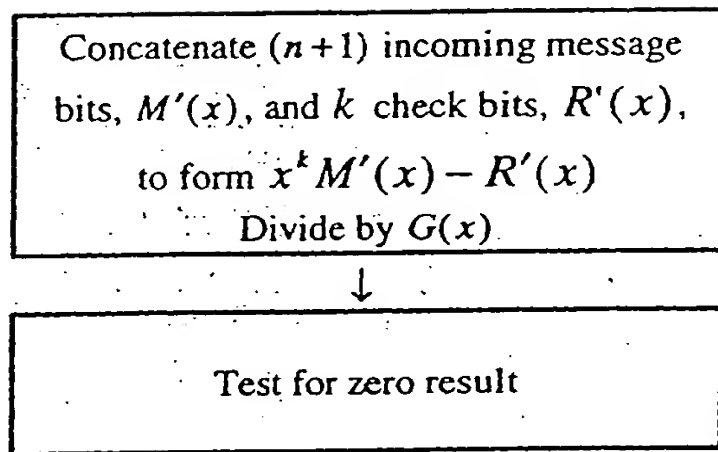 Concatenate (n+1) incoming message
bits, M′(x), and k check bits, R'(x),
to form x^k M′(x) − R′(x)
Divide by G(x)
↓
Test for zero result